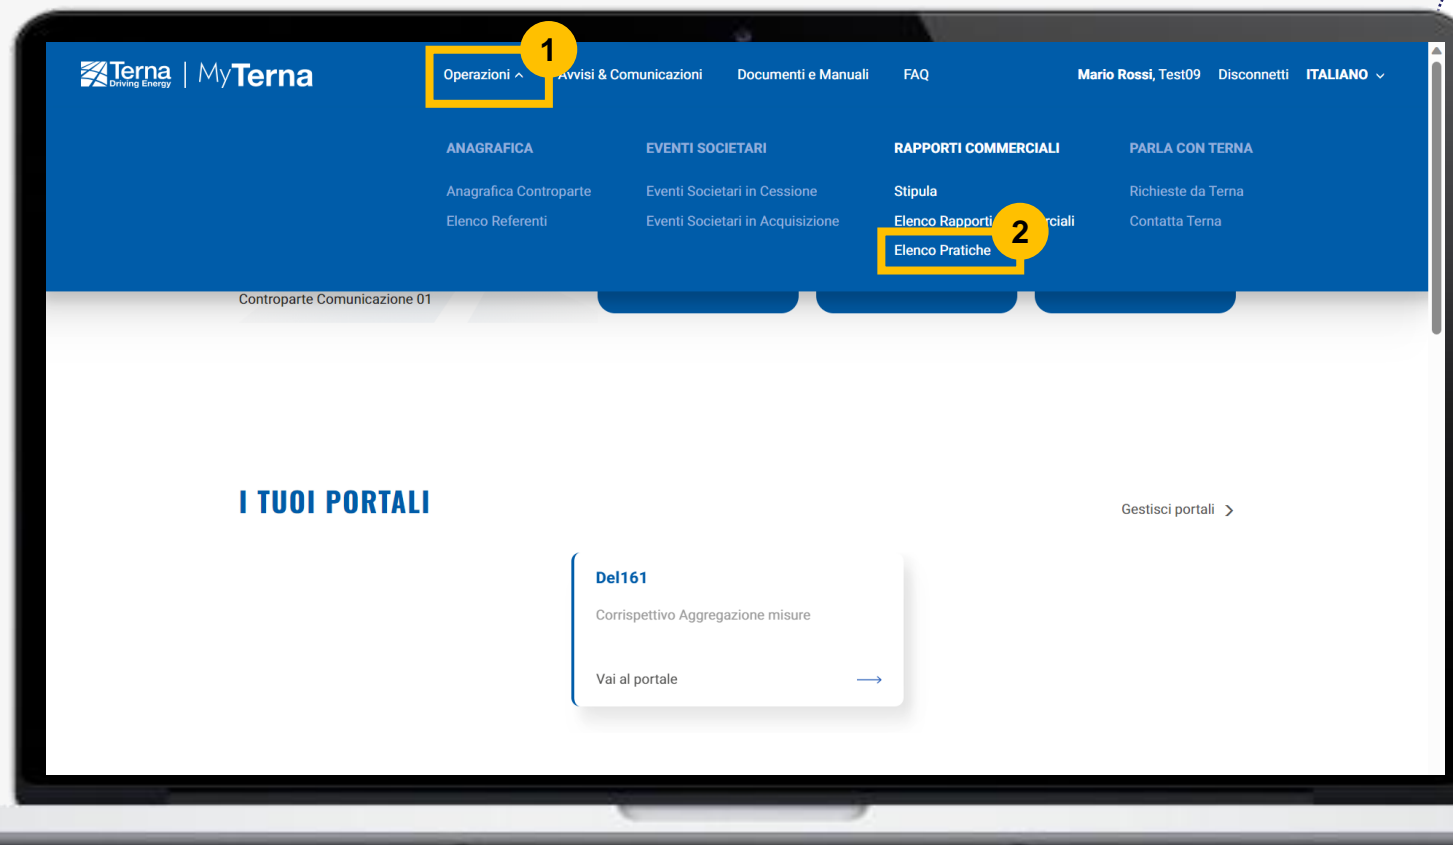 1
Terna
Driving Energy
MyTerna
Operazioni
Avvisi & Comunicazioni
Documenti e Manuali
FAQ
Mario Rossi, Test09
Disconnetti
ITALIANO
ANAGRAFICA
Anagrafica Controparte
Elenco Referenti
EVENTI SOCIETARI
Eventi Societari in Cessione
Eventi Societari in Acquisizione
RAPPORTI COMMERCIALI
Stipula
Elenco Rapporti
2
Elenco Pratiche
PARLA CON TERNA
Richieste da Terna
Contatta Terna
Controparte Comunicazione 01
I TUOI PORTALI
Gestisci portali
Del161
Corrispettivo Aggregazione misure
Vai al portale